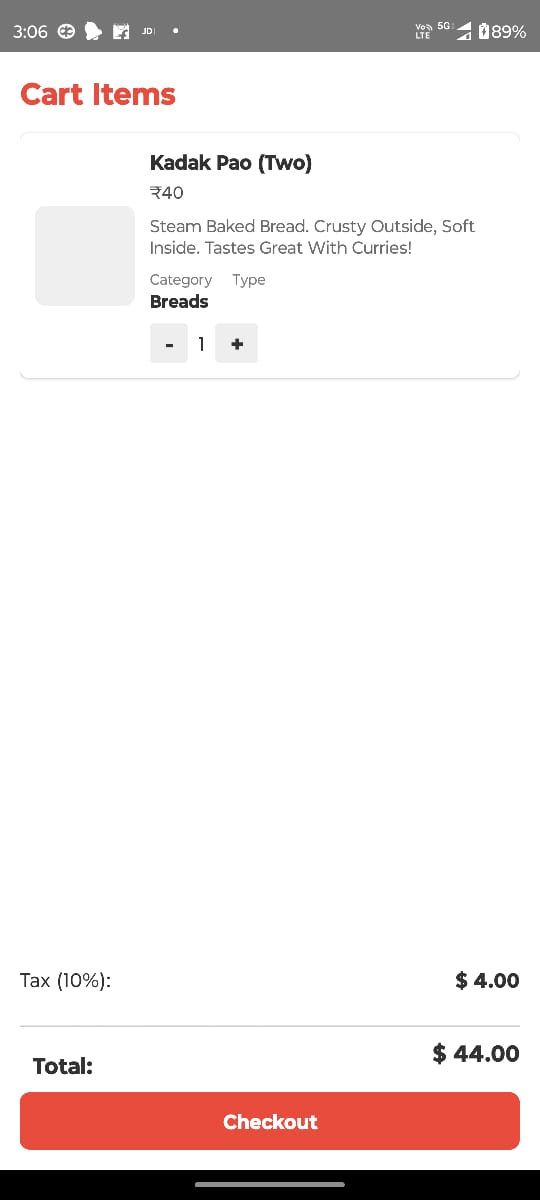 3:06 JD Vo) 5G 89%
LTE
Cart Items
Kadak Pao (Two)
₹40
Steam Baked Bread. Crusty Outside, Soft
Inside. Tastes Great With Curries!
Category Type
Breads
- 1 +
Tax (10%): $ 4.00
Total: $ 44.00
Checkout